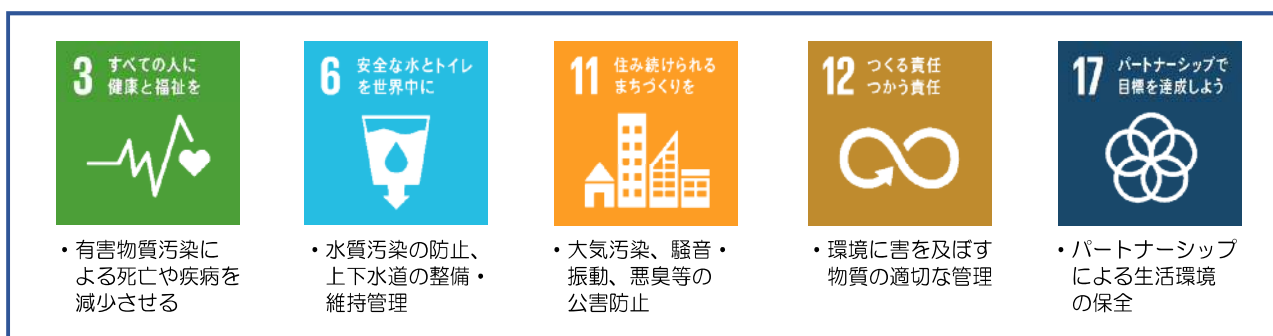 3 すべての人に
健康と福祉を
・有害物質汚染に
よる死亡や疾病を
減少させる
6 安全な水とトイレ
を世界中に
・水質汚染の防止、
上下水道の整備・
維持管理
11 住み続けられる
まちづくりを
・大気汚染、騒音・
振動、悪臭等の
公害防止
12 つくる責任
つかう責任
・環境に害を及ぼす
物質の適切な管理
17 パートナーシップで
目標を達成しよう
・パートナーシップ
による生活環境
の保全